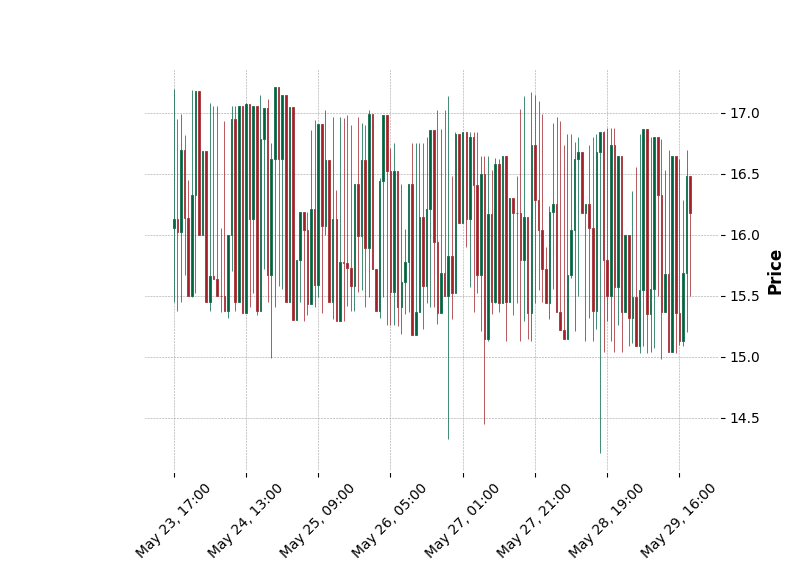 17.0
16.5
16.0
15.5
15.0
14.5
Price
May 23, 17:00
May 24, 13:00
May 25, 09:00
May 26, 05:00
May 27, 01:00
May 27, 21:00
May 28, 19:00
May 29, 16:00